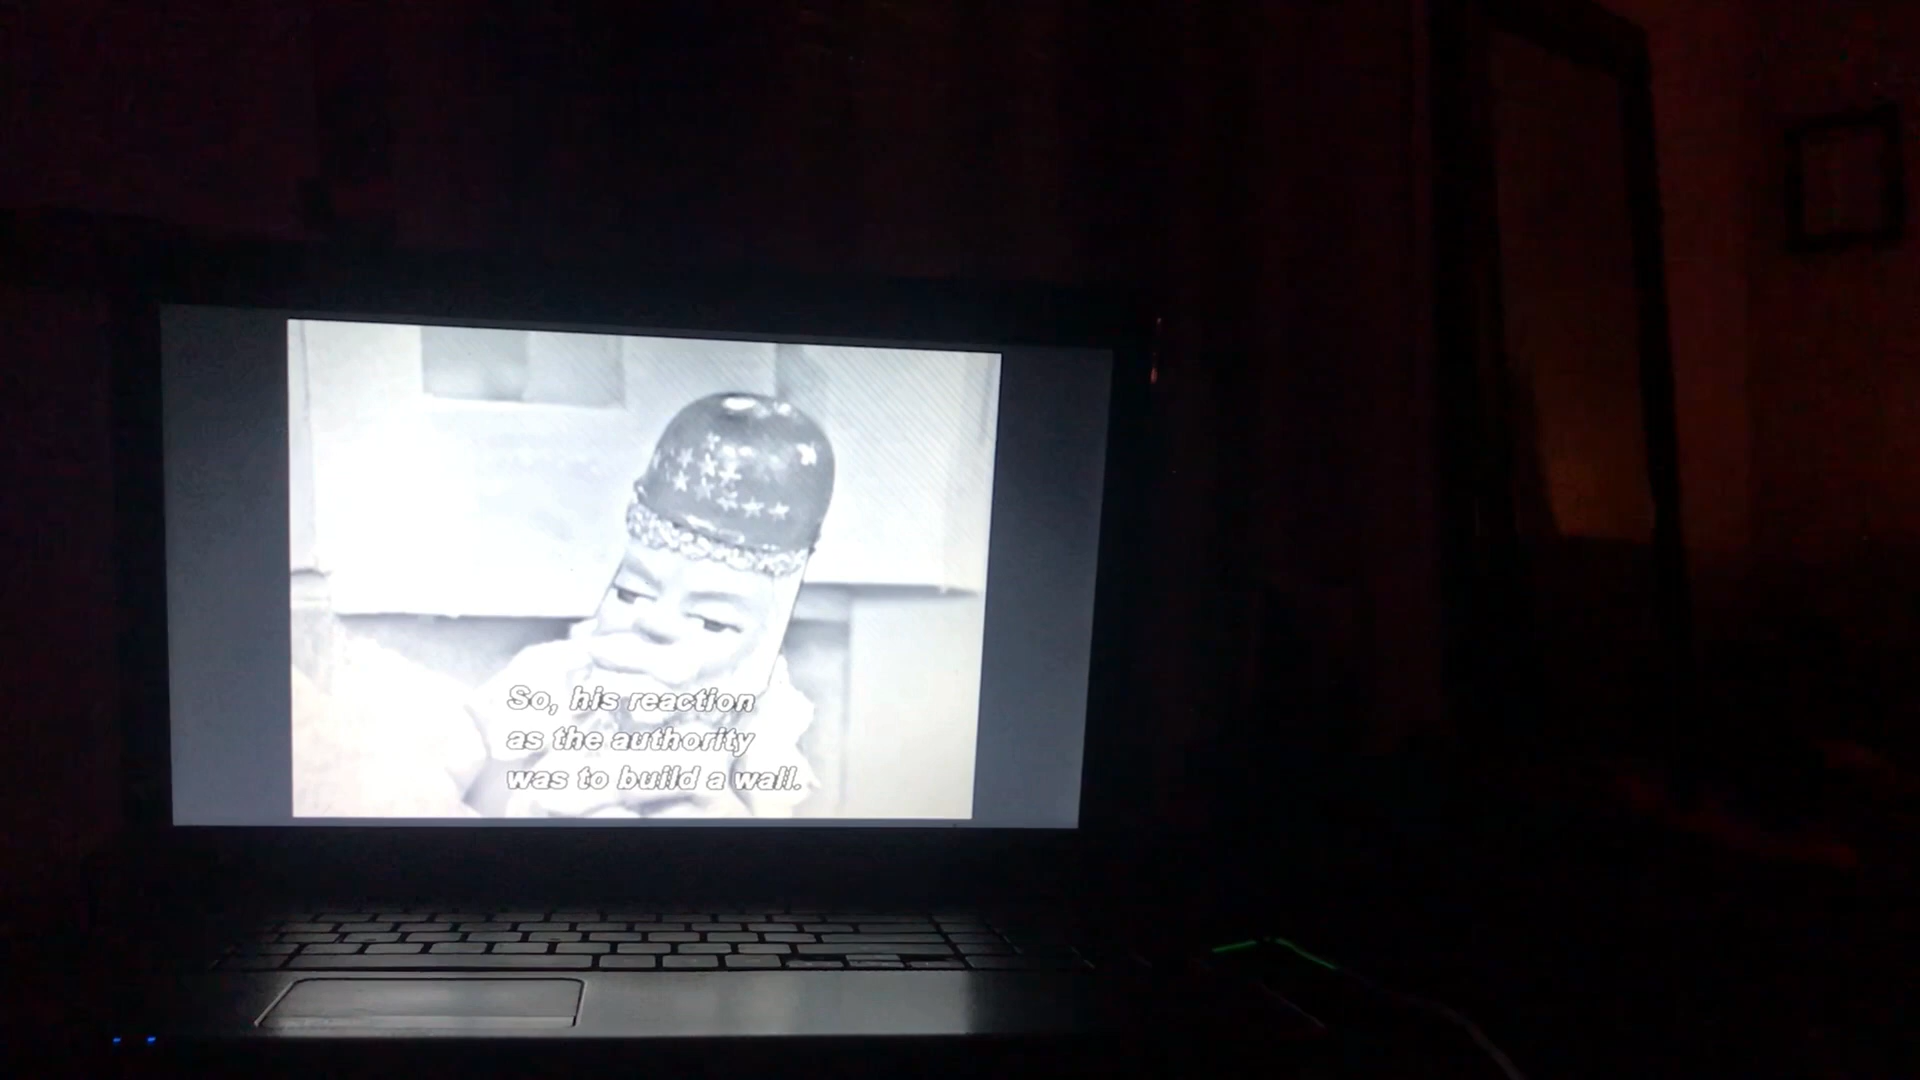 So, his reaction
as the authority
was to build a wall.